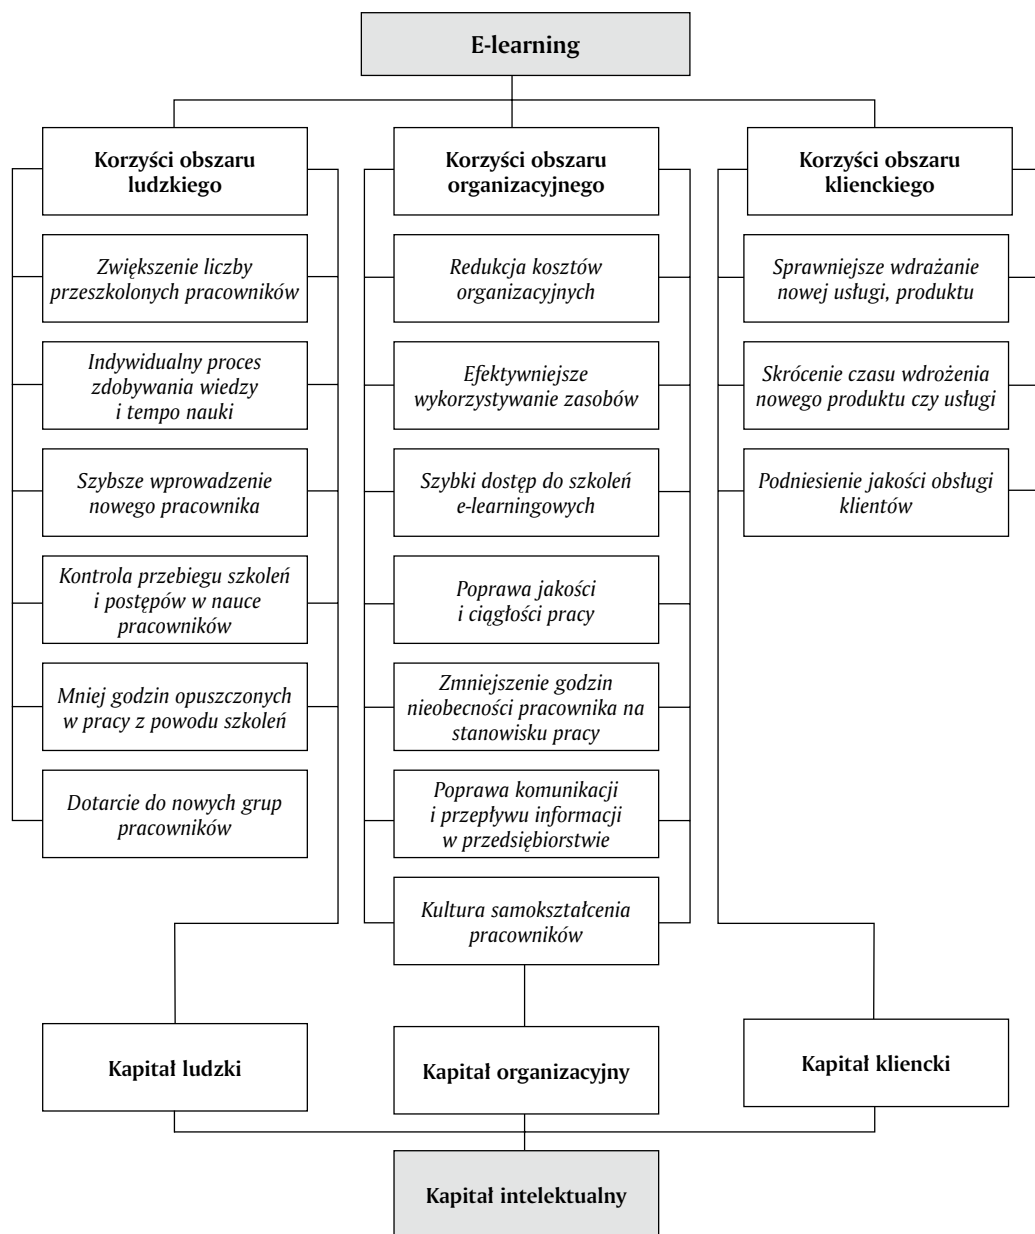 E-learning
Korzyści obszaru
ludzkiego
Zwiększenie liczby
przeszkolonych pracowników
Indywidualny proces
zdobywania wiedzy
i tempo nauki
Szybsze wprowadzenie
nowego pracownika
Kontrola przebiegu szkoleń
i postępów w nauce
pracowników
Mniej godzin opuszczonych
w pracy z powodu szkoleń
Dotarcie do nowych grup
pracowników
Korzyści obszaru
organizacyjnego
Redukcja kosztów
organizacyjnych
Efektywniejsze
wykorzystywanie zasobów
Szybki dostęp do szkoleń
e-learningowych
Poprawa jakości
i ciągłości pracy
Zmniejszenie godzin
nieobecności pracownika na
stanowisku pracy
Poprawa komunikacji
i przepływu informacji
w przedsiębiorstwie
Kultura samokształcenia
pracowników
Korzyści obszaru
klienckiego
Sprawniejsze wdrażanie
nowej usługi, produktu
Skrócenie czasu wdrożenia
nowego produktu czy usługi
Podniesienie jakości obsługi
klientów
Kapitał ludzki
Kapitał organizacyjny
Kapitał kliencki
Kapitał intelektualny